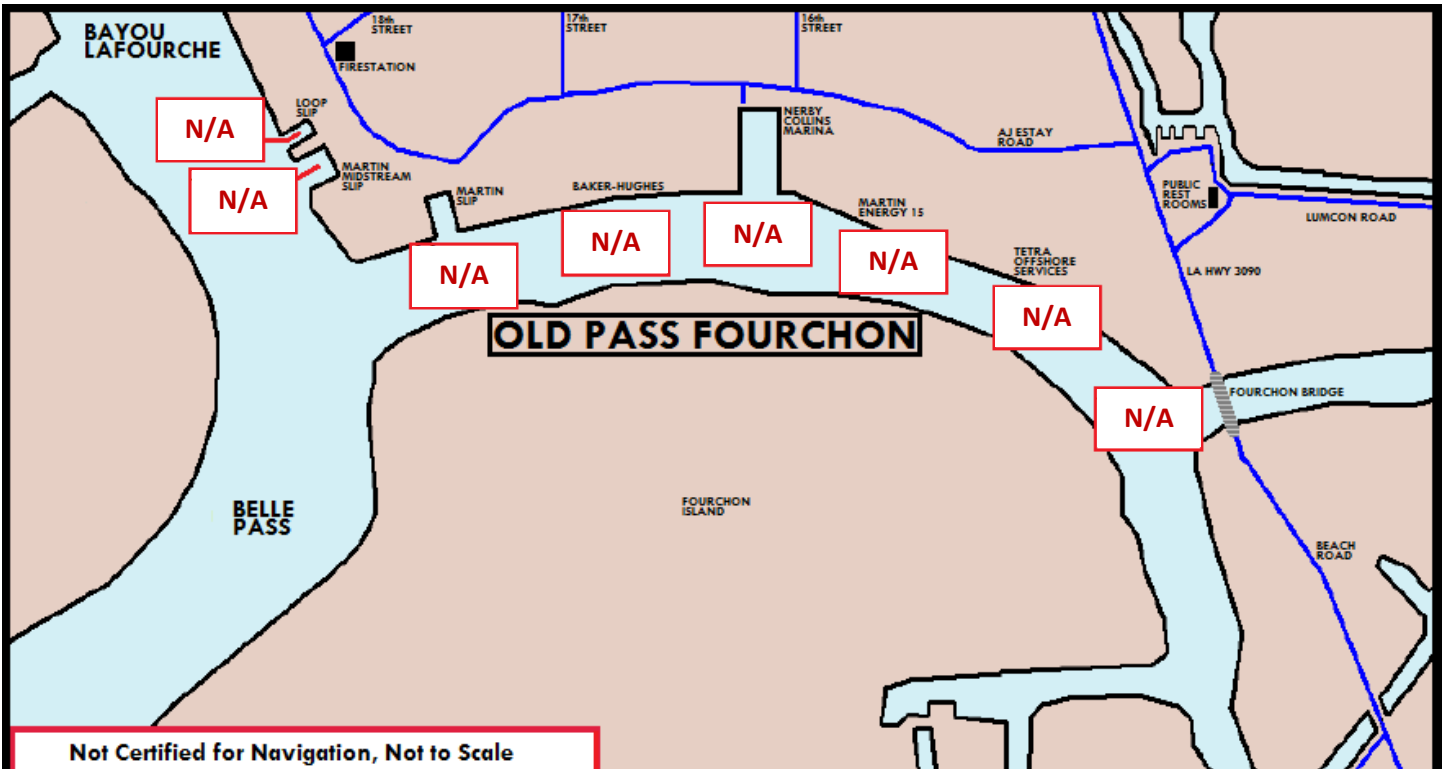 BAYOU
LAFOURCHE
18th
STREET
17th
STREET
16th
STREET
FIRESTATION
LOOP
SLIP
N/A
NERBY
COLLINS
MARINA
AJ ESTAY
ROAD
MARTIN
MIDSTREAM
SLIP
N/A
MARTIN
SLIP
BAKER-HUGHES
MARTIN
ENERGY 15
PUBLIC
REST
ROOMS
LUMCON ROAD
N/A
N/A
N/A
N/A
TETRA
OFFSHORE
SERVICES
LA HWY 3090
N/A
OLD PASS FOURCHON
N/A
FOURCHON BRIDGE
BELLE
PASS
FOURCHON
ISLAND
BEACH
ROAD
Not Certified for Navigation, Not to Scale